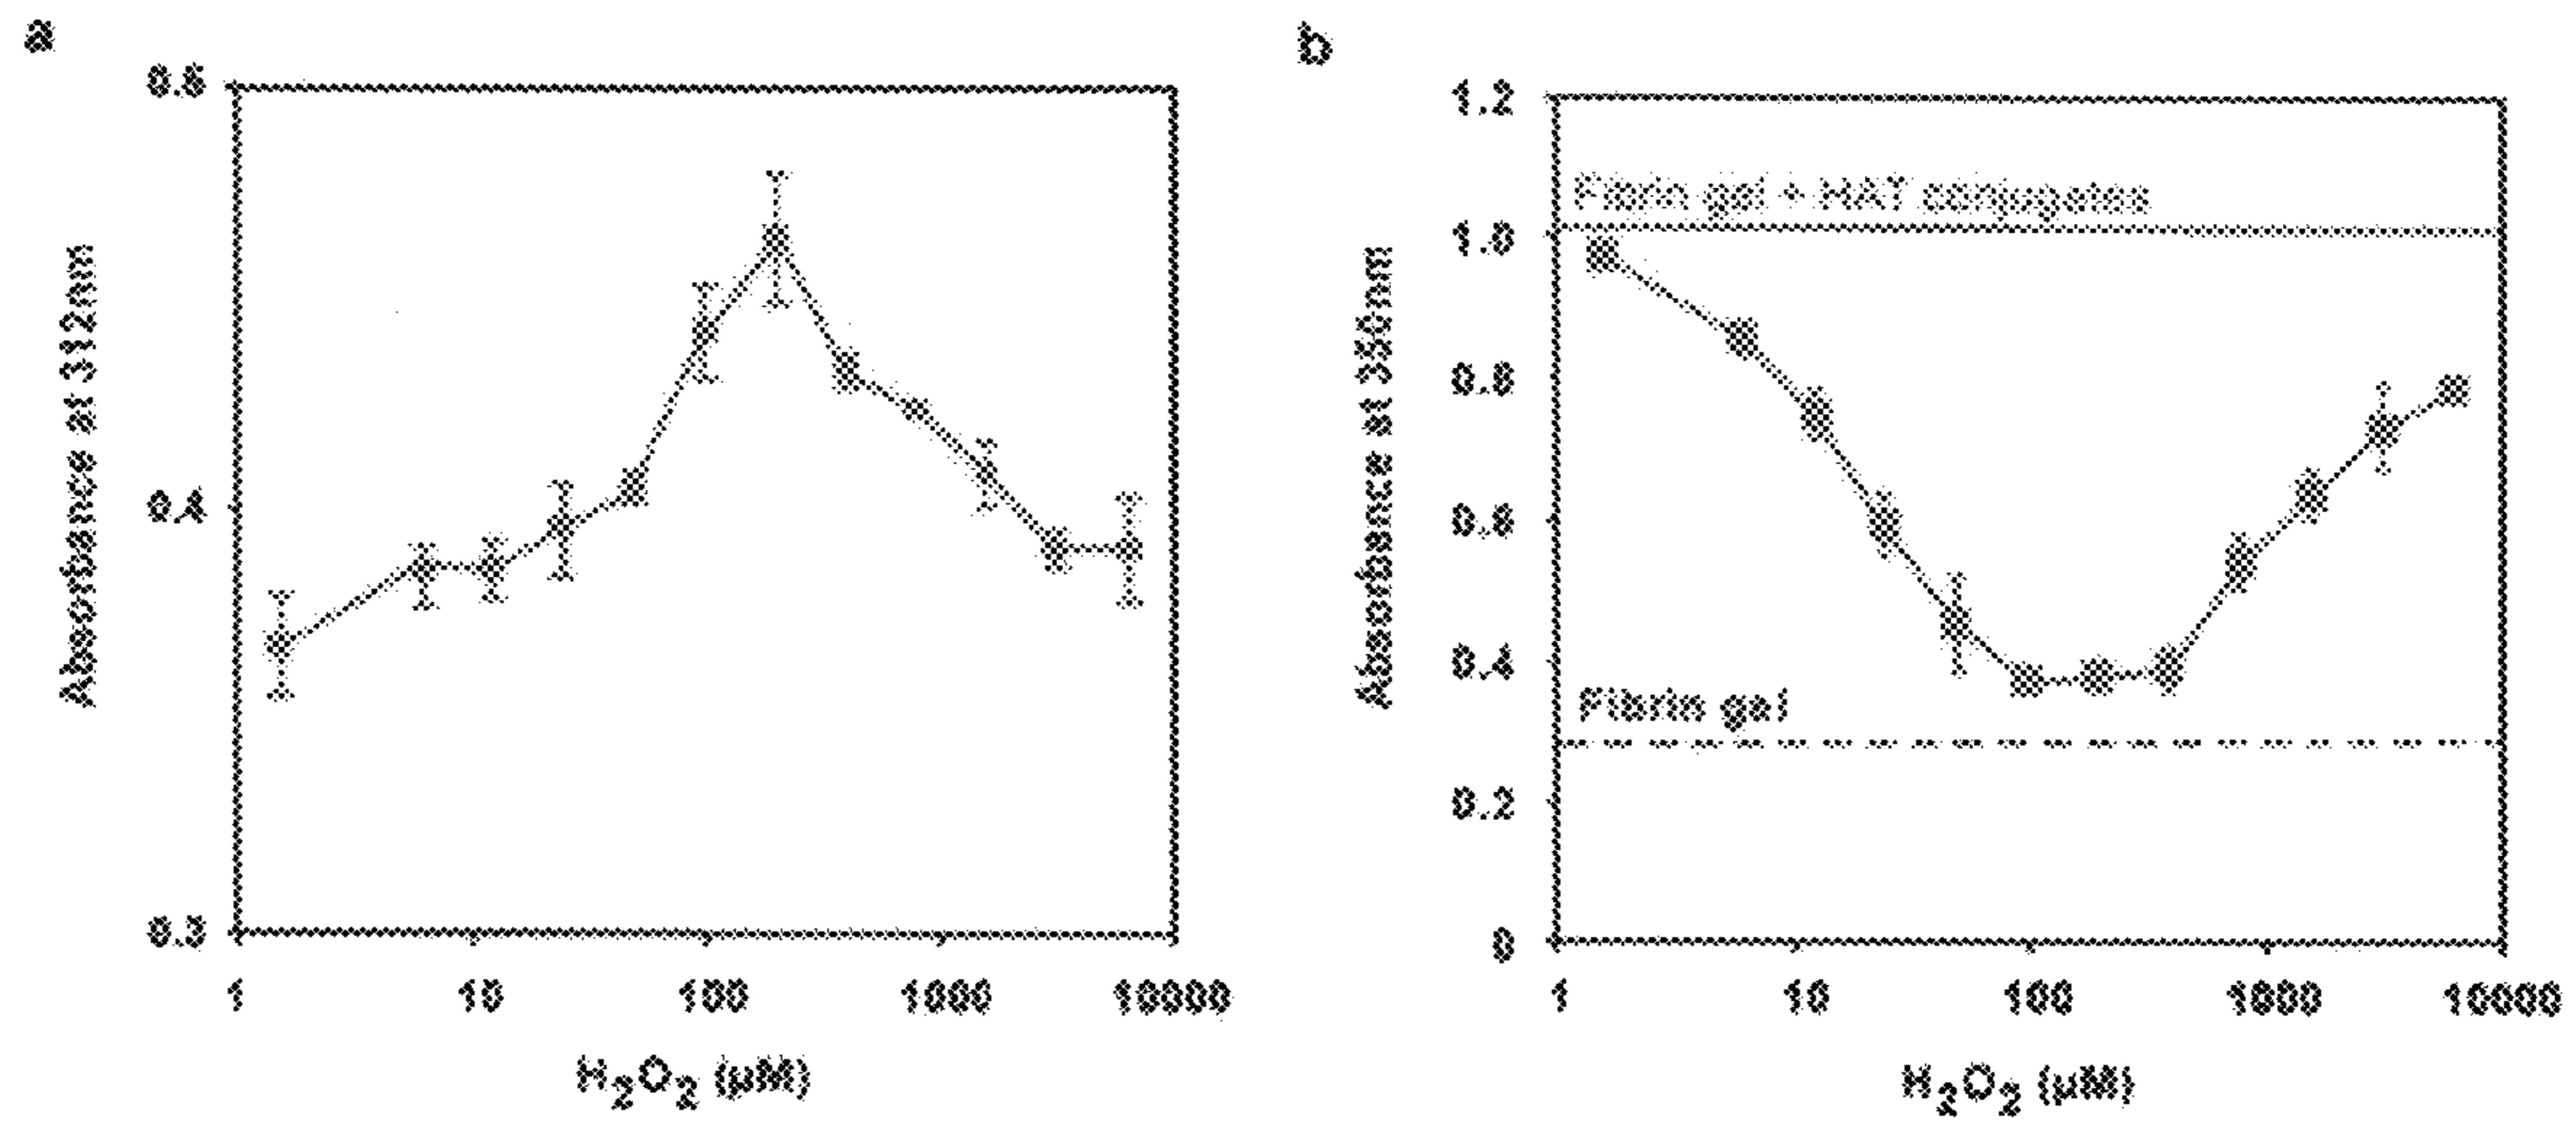 a
0.5
0.4
0.3
Absorbance at 312nm
1 10 100 1000 10000
H2O2 (μM)
b
1.2
1.0
0.8
0.6
0.4
0.2
0
Absorbance at 350nm
Fibrin gel + HAT conjugates
Fibrin gel
1 10 100 1000 10000
H2O2 (μM)